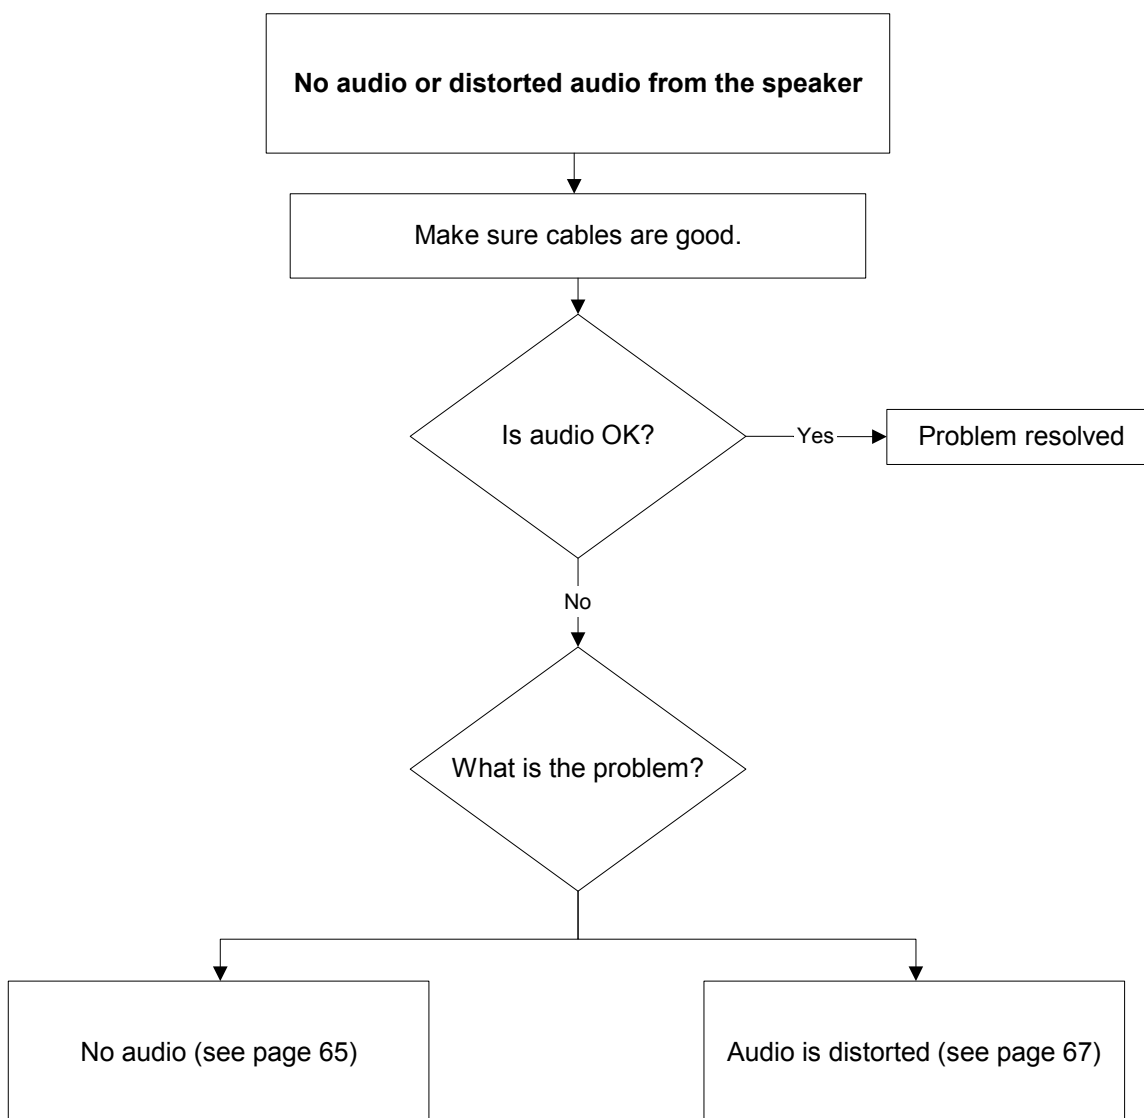 No audio or distorted audio from the speaker
Make sure cables are good.
Is audio OK?
Yes
Problem resolved
No
What is the problem?
No audio (see page 65)
Audio is distorted (see page 67)